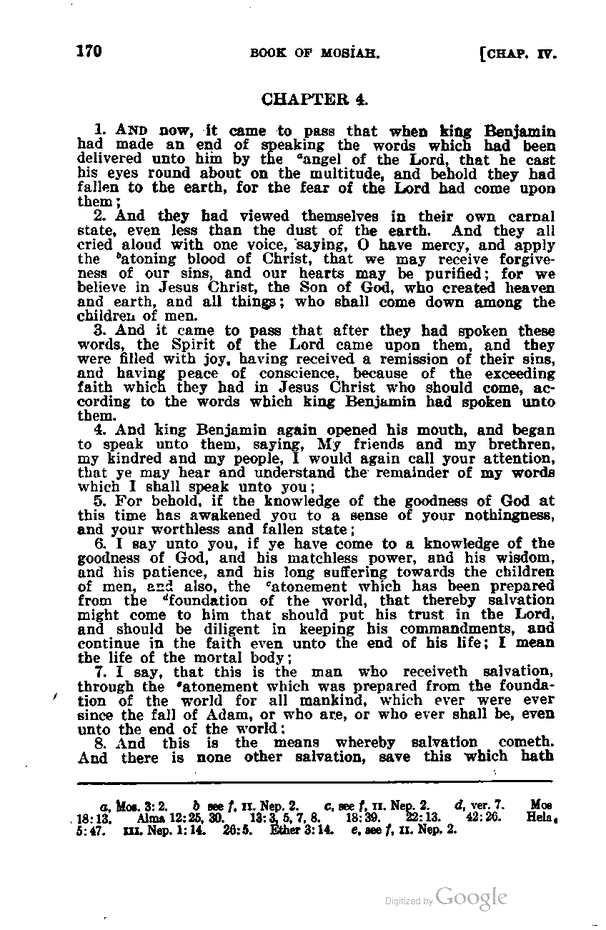 170 BOOK OF MOSIAH. [CHAP. IV.
CHAPTER 4.
1. AND now, it came to pass that when king Benjamin
had made an end of speaking the words which had been
delivered unto him by the ᵃangel of the Lord, that he cast
his eyes round about on the multitude, and behold they had
fallen to the earth, for the fear of the Lord had come upon
them;
2. And they had viewed themselves in their own carnal
state, even less than the dust of the earth. And they all
cried aloud with one voice, saying, O have mercy, and apply
the ᵇatoning blood of Christ, that we may receive forgive-
ness of our sins, and our hearts may be purified; for we
believe in Jesus Christ, the Son of God, who created heaven
and earth, and all things; who shall come down among the
children of men.
3. And it came to pass that after they had spoken these
words, the Spirit of the Lord came upon them, and they
were filled with joy, having received a remission of their sins,
and having peace of conscience, because of the exceeding
faith which they had in Jesus Christ who should come, ac-
cording to the words which king Benjamin had spoken unto
them.
4. And king Benjamin again opened his mouth, and began
to speak unto them, saying, My friends and my brethren,
my kindred and my people, I would again call your attention,
that ye may hear and understand the remainder of my words
which I shall speak unto you;
5. For behold, if the knowledge of the goodness of God at
this time has awakened you to a sense of your nothingness,
and your worthless and fallen state;
6. I say unto you, if ye have come to a knowledge of the
goodness of God, and his matchless power, and his wisdom,
and his patience, and his long suffering towards the children
of men, and also, the ᶜatonement which has been prepared
from the ᵈfoundation of the world, that thereby salvation
might come to him that should put his trust in the Lord,
and should be diligent in keeping his commandments, and
continue in the faith even unto the end of his life; I mean
the life of the mortal body;
7. I say, that this is the man who receiveth salvation,
through the ᵉatonement which was prepared from the founda-
tion of the world for all mankind, which ever were ever
since the fall of Adam, or who are, or who ever shall be, even
unto the end of the world:
8. And this is the means whereby salvation cometh.
And there is none other salvation, save this which hath
a, Mos. 3: 2. b see f, II. Nep. 2. c, see f, II. Nep. 2. d, ver. 7. Mos
18: 13. Alma 12: 25, 30. 13: 3, 5, 7, 8. 18: 39. 22: 13. 42: 26. Hela.
5: 47. III. Nep. 1: 14. 26: 5. Ether 3: 14. e, see f, II. Nep. 2.
Digitized by Google